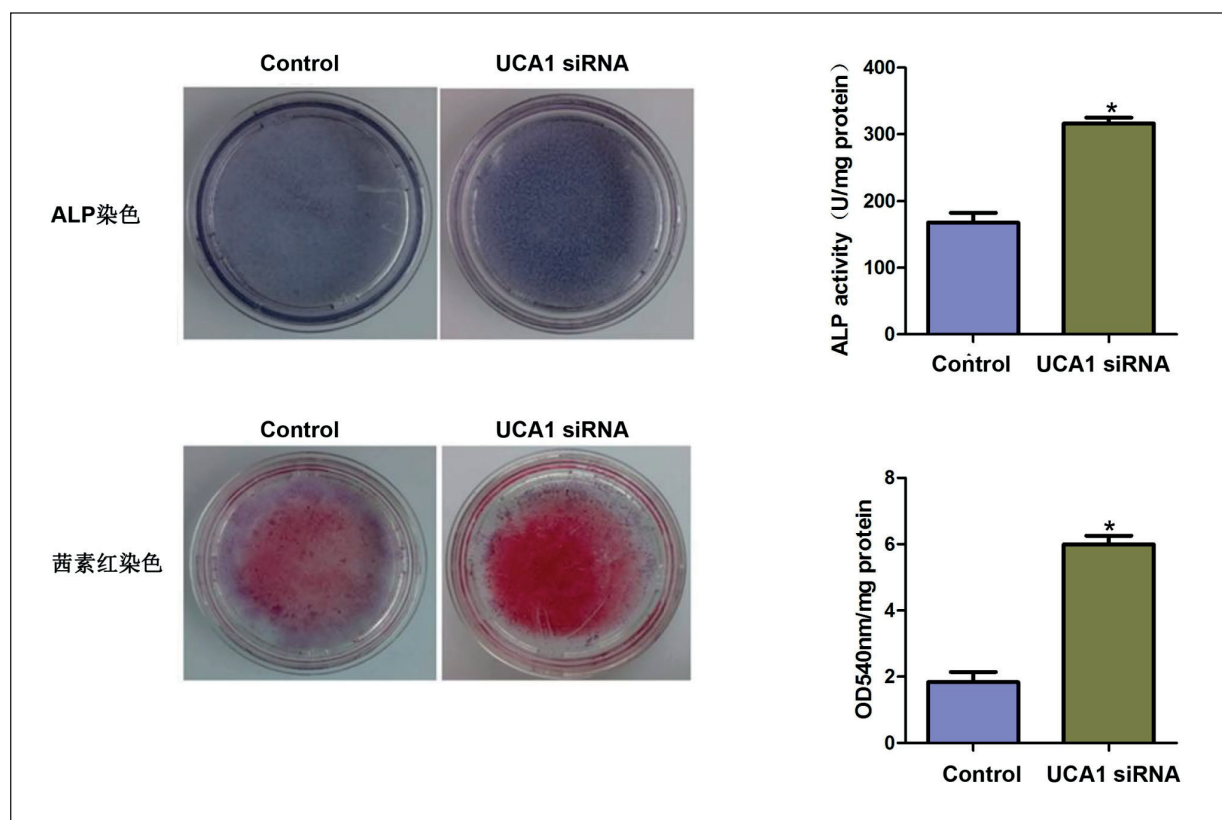 Control
UCA1 siRNA
ALP染色
400
300
200
100
0
ALP activity（U/mg protein）
*
Control
UCA1 siRNA
Control
UCA1 siRNA
茜素红染色
8
6
4
2
0
OD540nm/mg protein
*
Control
UCA1 siRNA